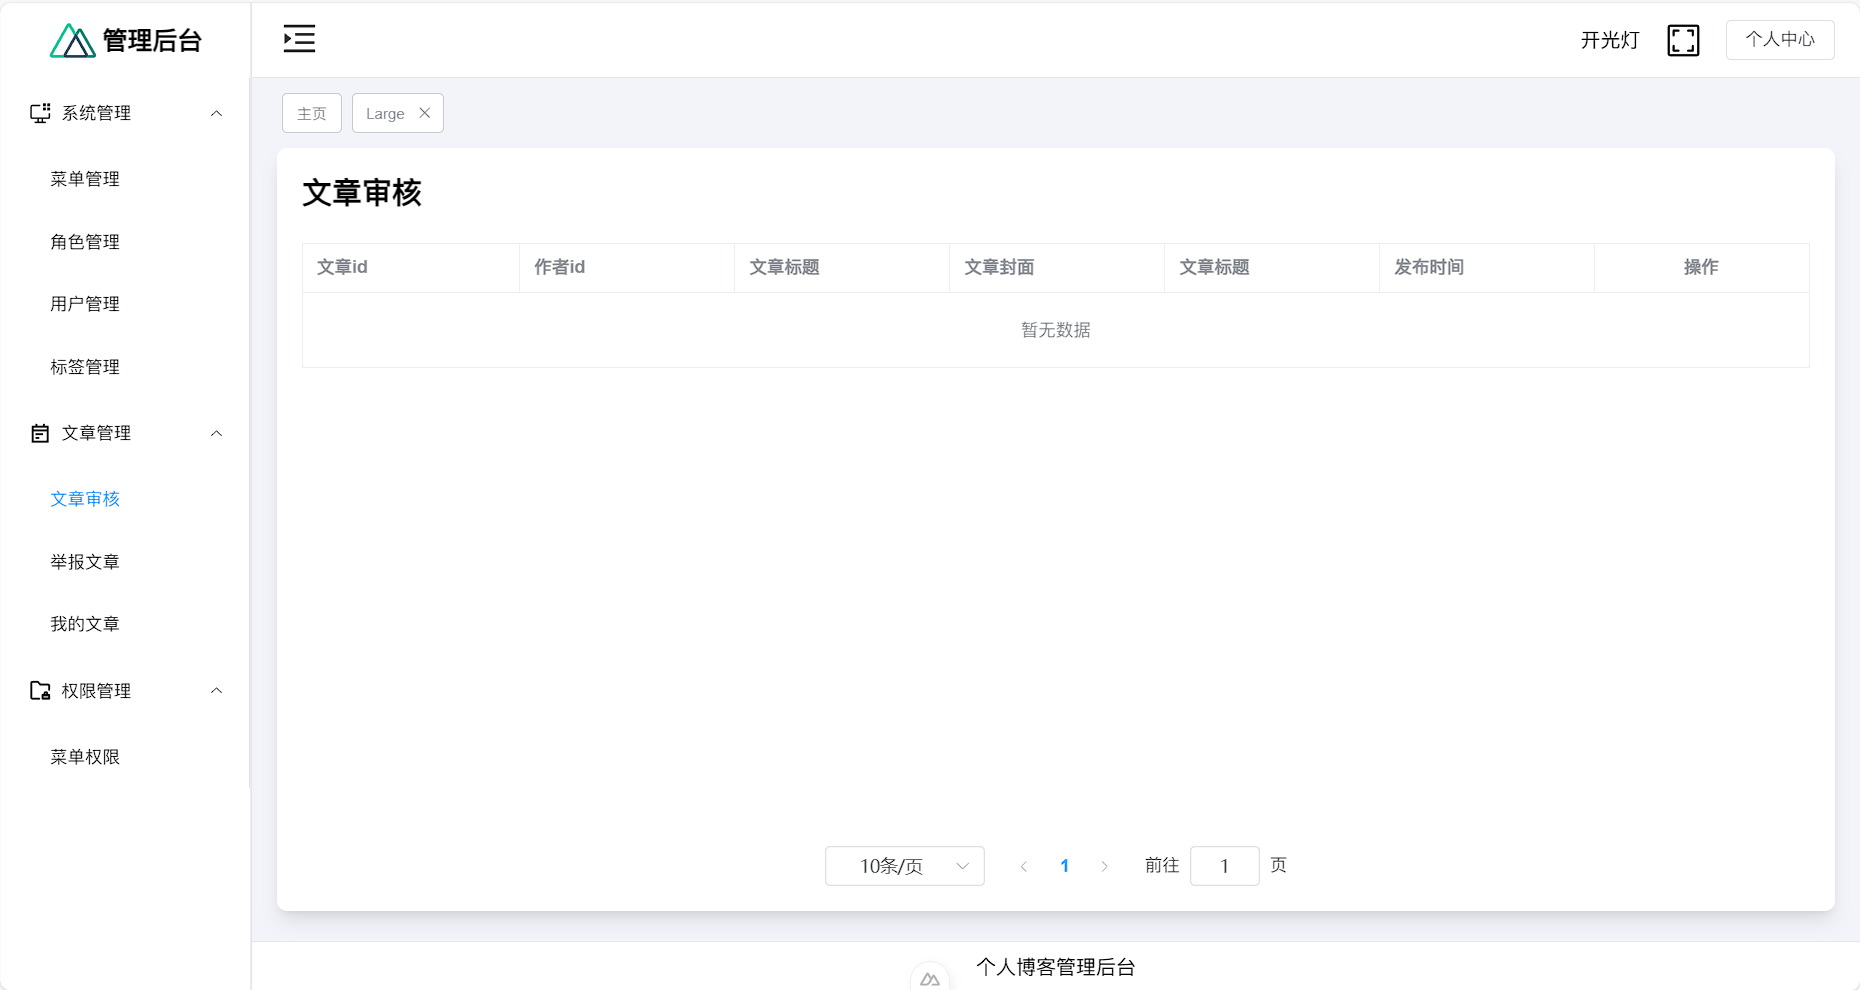 管理后台
开光灯
个人中心
系统管理
菜单管理
角色管理
用户管理
标签管理
文章管理
文章审核
举报文章
我的文章
权限管理
菜单权限
主页
Large
文章审核
文章id 作者id 文章标题 文章封面 文章标题 发布时间 操作
暂无数据
10条/页 1 前往 1 页
个人博客管理后台